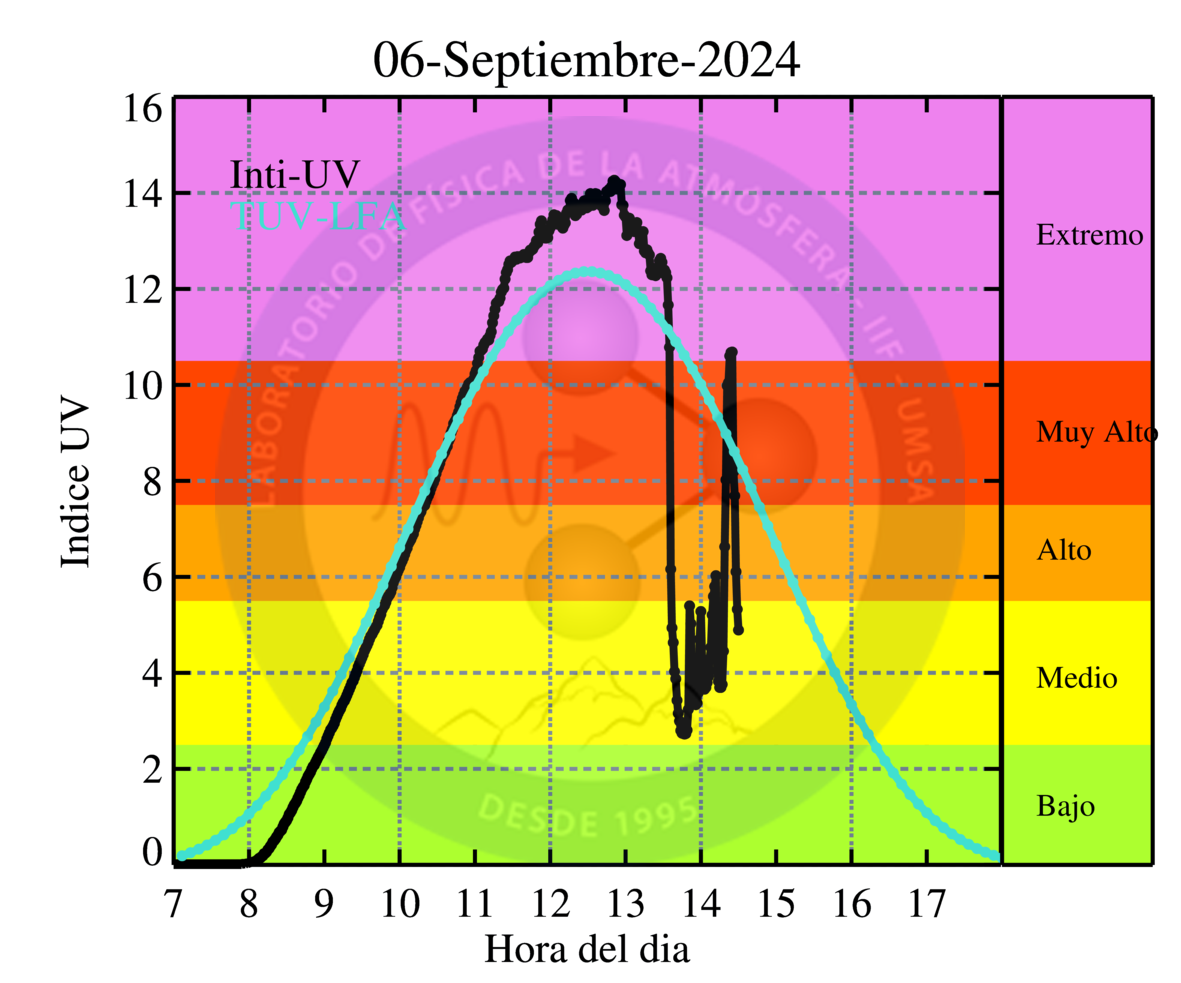 06-Septiembre-2024
16
14
12
10
8
6
4
2
0
Indice UV
Inti-UV
TUV-LFA
LABORATORIO DE FÍSICA DE LA ATMÓSFERA - IIF - UMSA
DESDE 1995
Extremo
Muy Alto
Alto
Medio
Bajo
7 8 9 10 11 12 13 14 15 16 17
Hora del dia